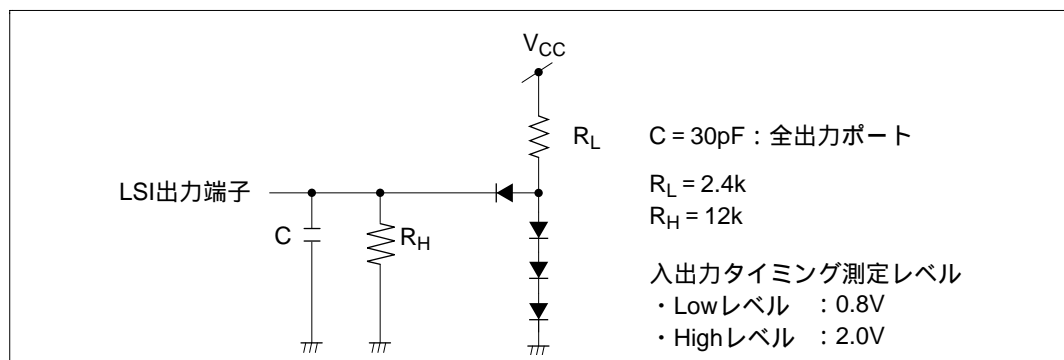 VCC
RL
C = 30pF：全出力ポート
LSI出力端子
RL = 2.4k
RH = 12k
C
RH
入出力タイミング測定レベル
・Lowレベル ：0.8V
・Highレベル ：2.0V